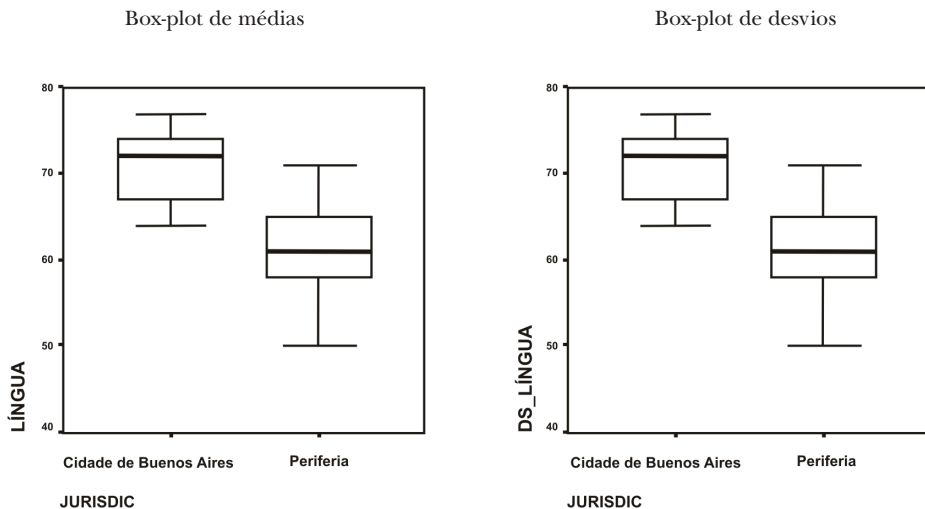 Box-plot de médias
80
70
60
50
40
LÍNGUA
Cidade de Buenos Aires
Periferia
JURISDIC
Box-plot de desvios
80
70
60
50
40
DS_LÍNGUA
Cidade de Buenos Aires
Periferia
JURISDIC